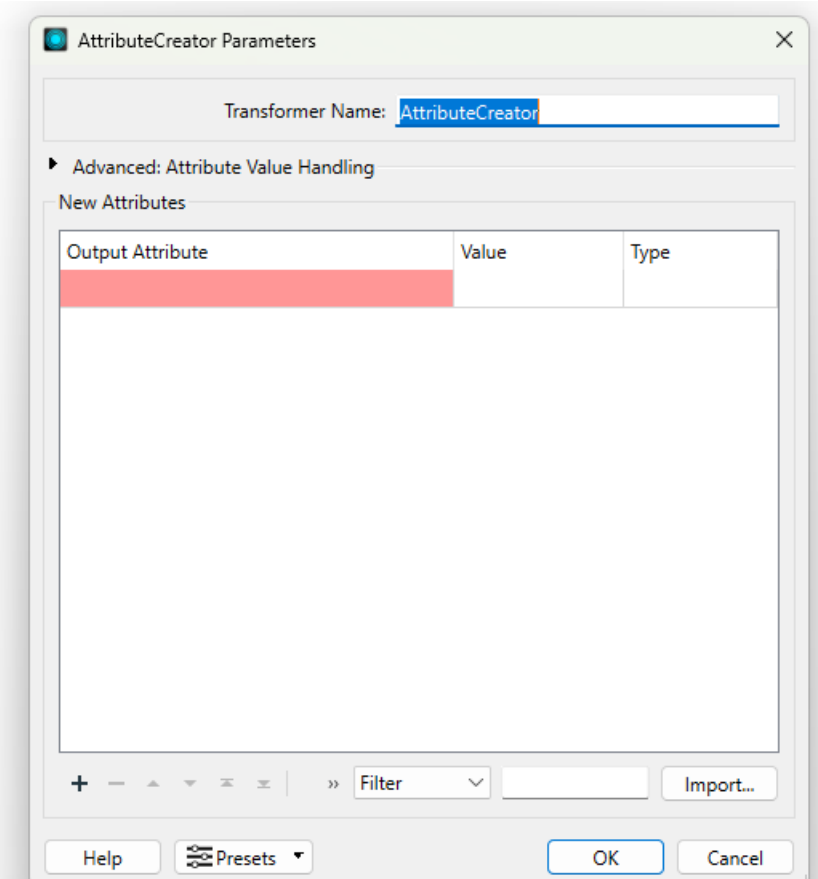 AttributeCreator Parameters
Transformer Name: AttributeCreator
Advanced: Attribute Value Handling
New Attributes
Output Attribute Value Type
Filter Import...
Help Presets OK Cancel